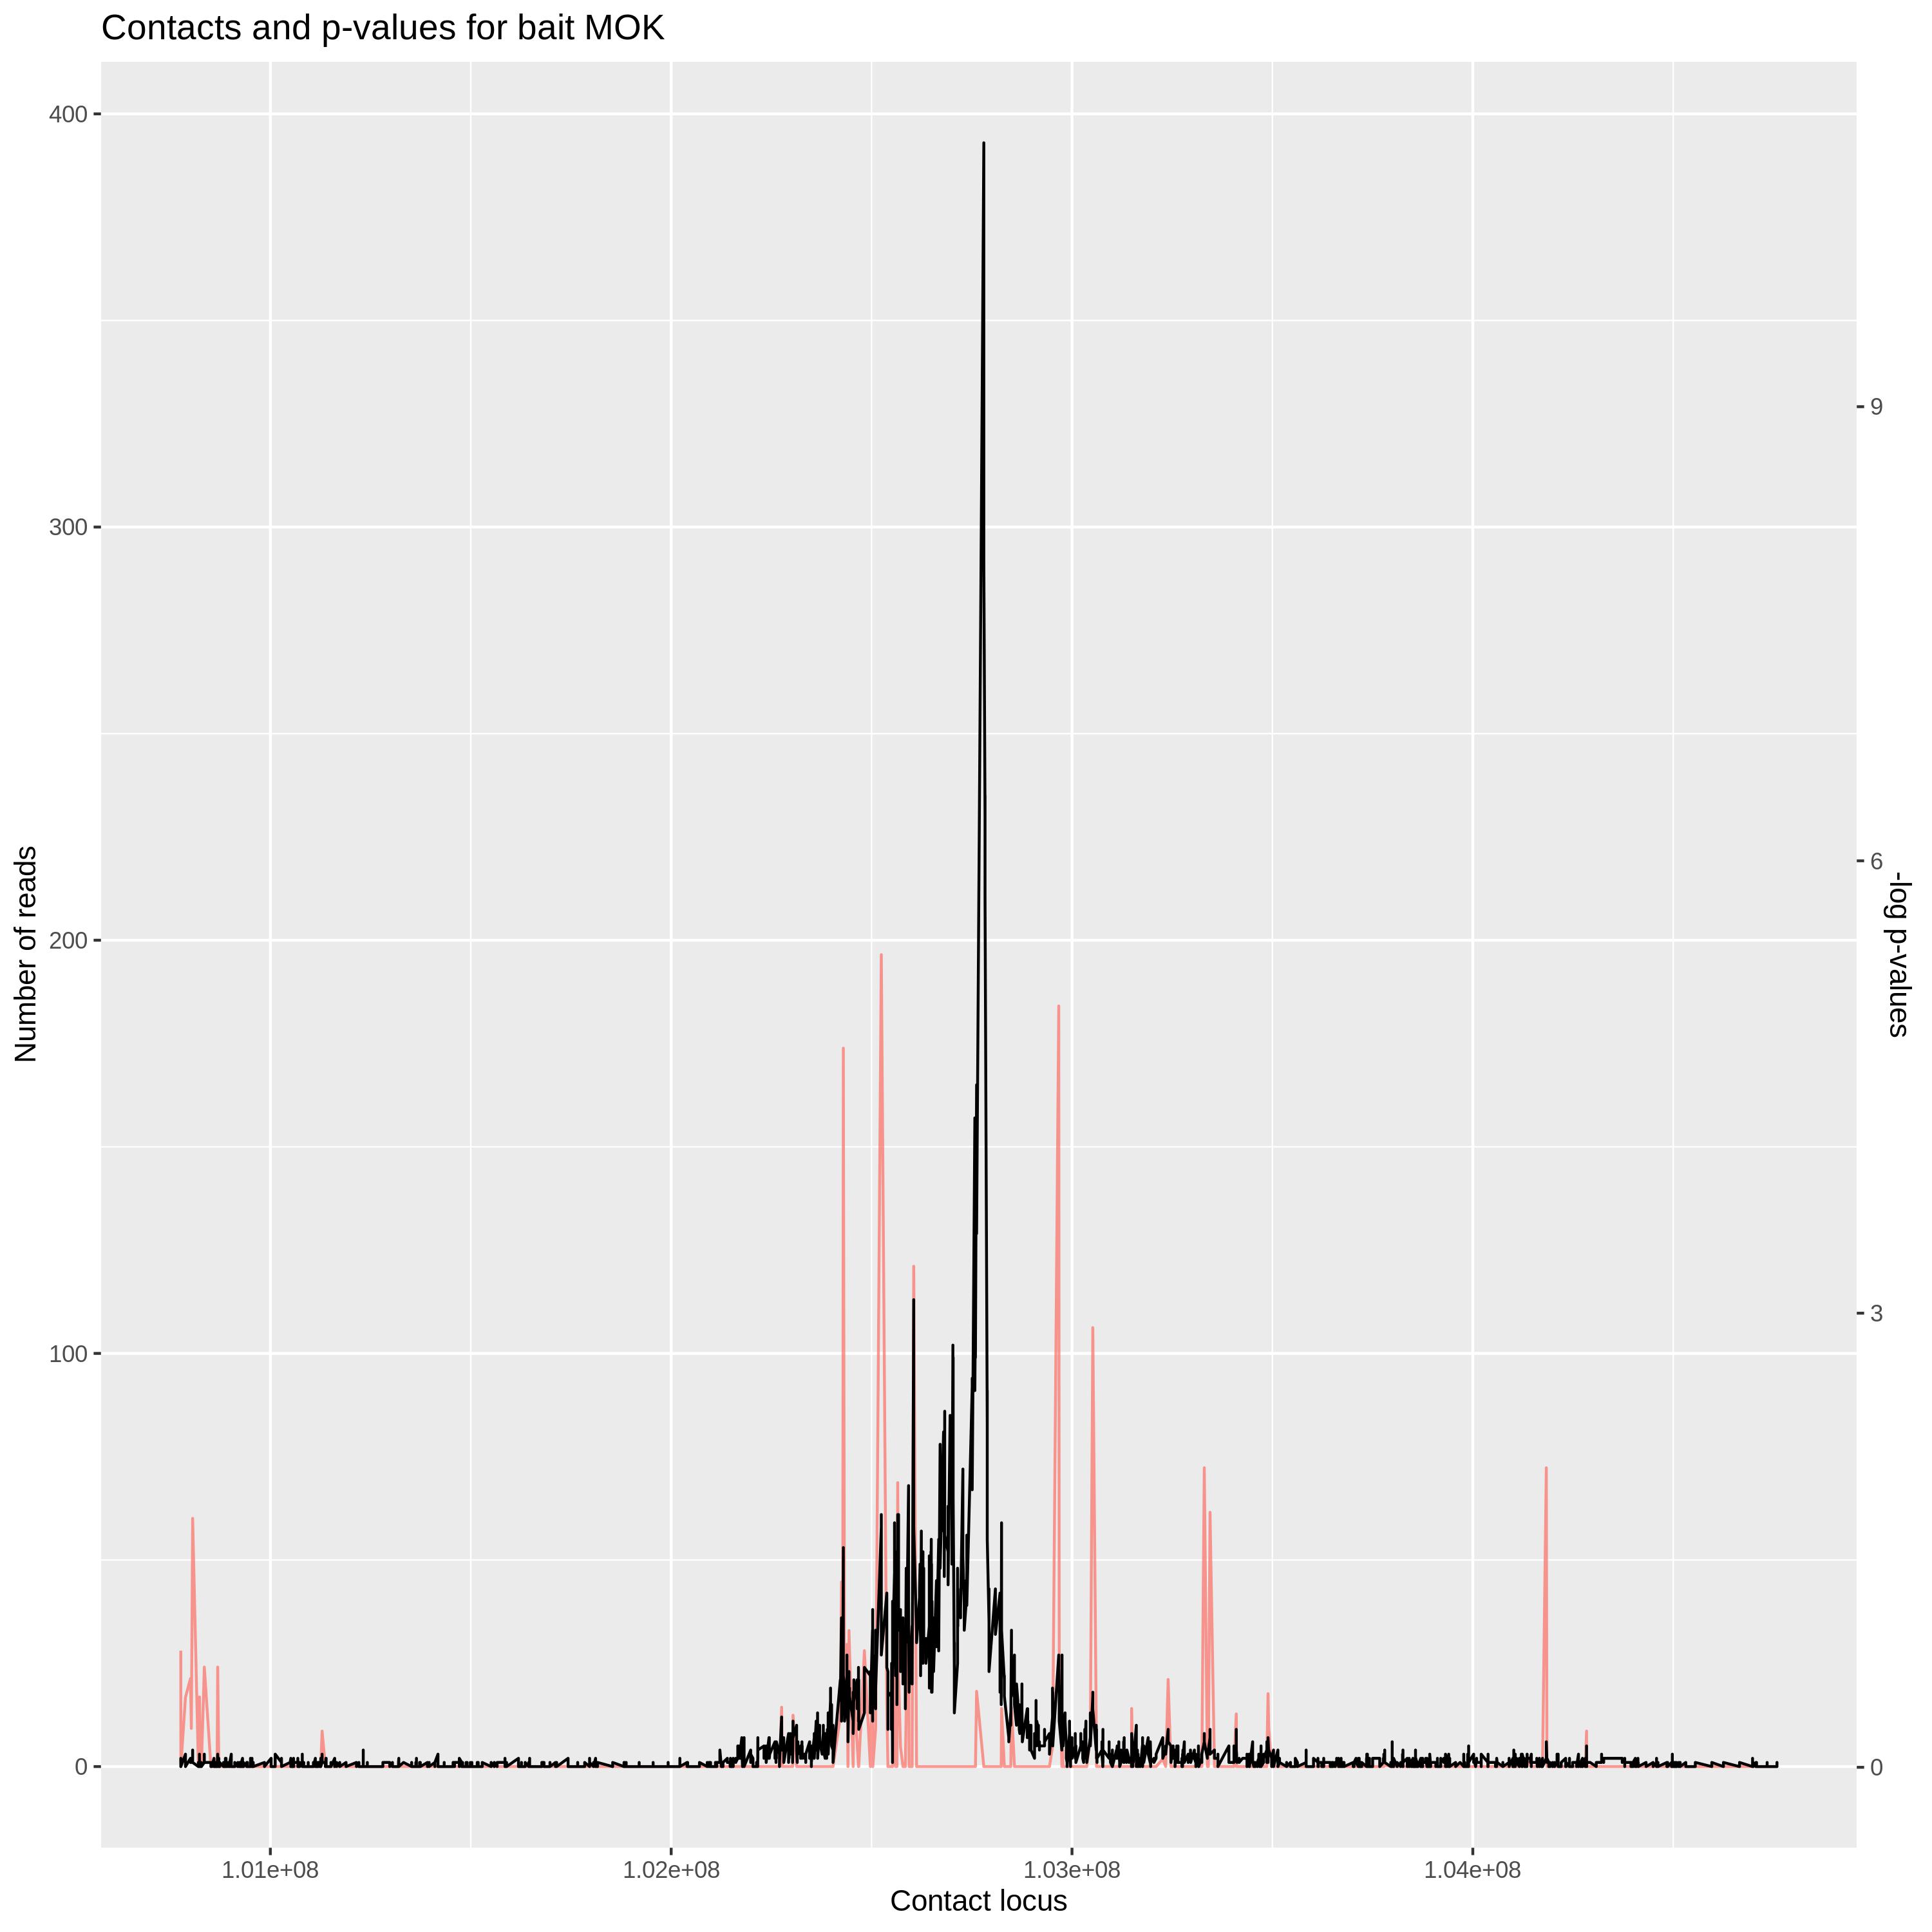 Contacts and p-values for bait MOK
400
300
200
100
0
Number of reads
9
6
3
0
-log p-values
1.01e+08
1.02e+08
1.03e+08
1.04e+08
Contact locus